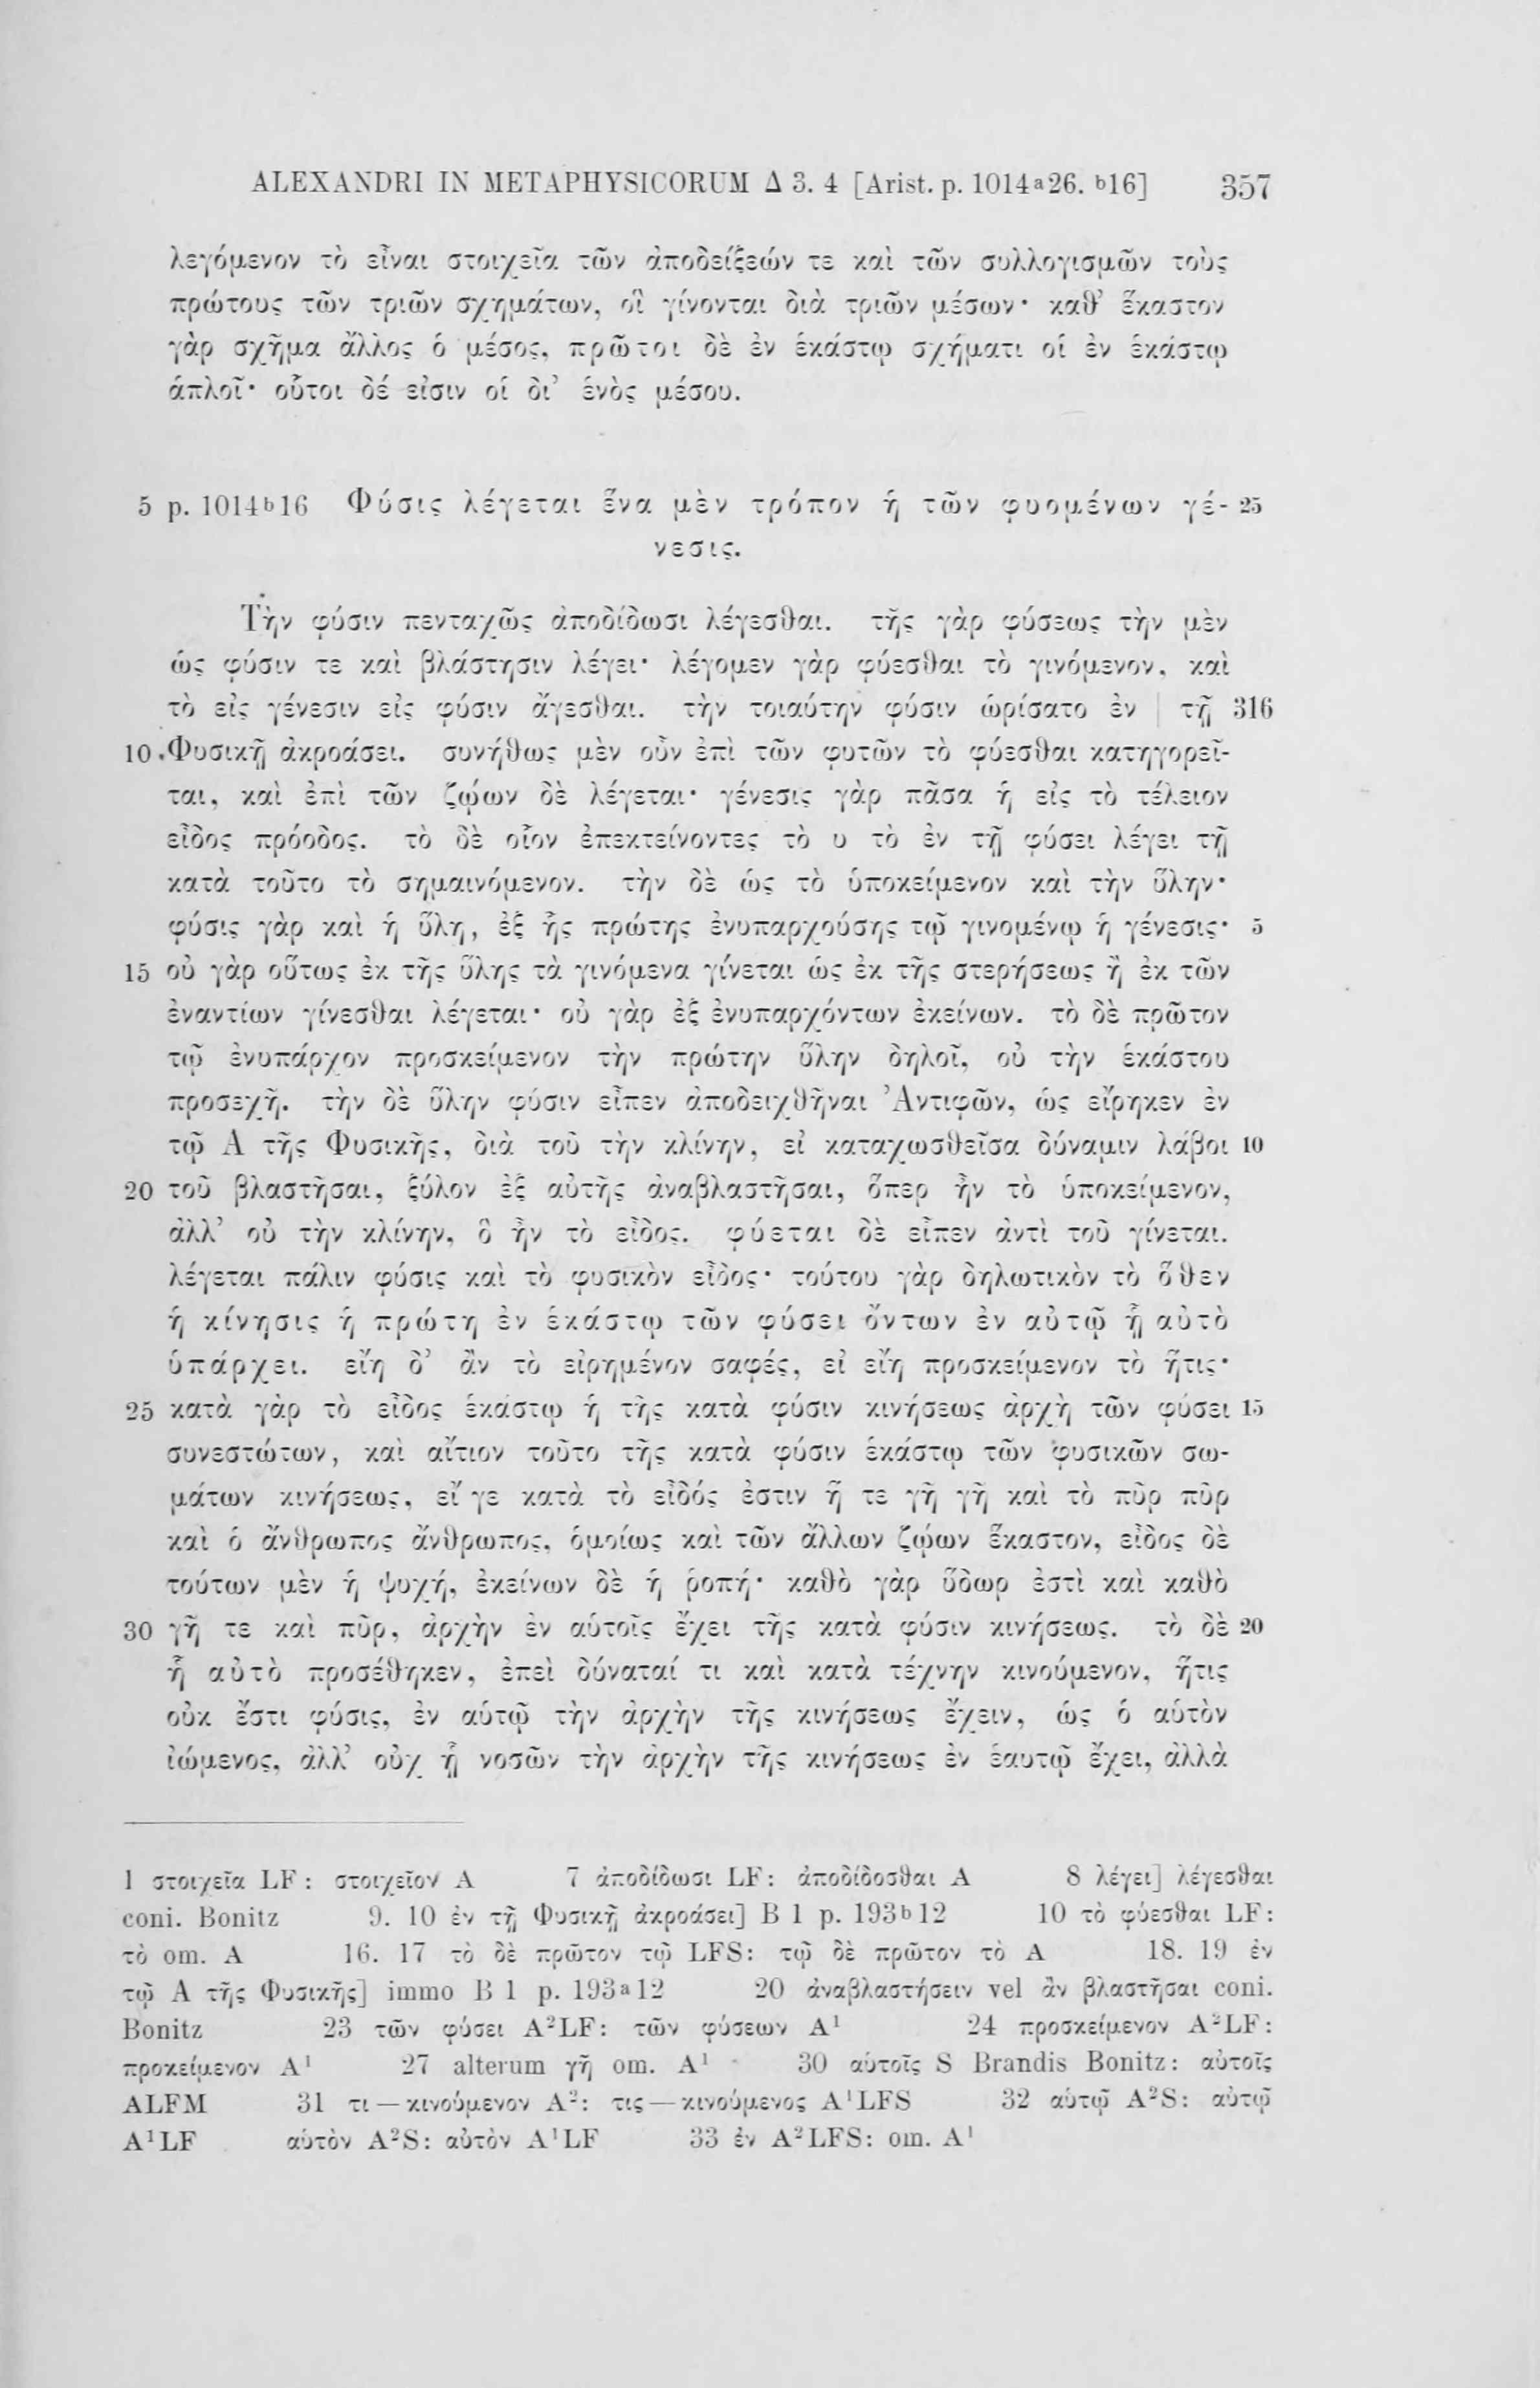 ALEXANDRI IN METAPHYSICORUM Δ 3. 4 [Arist. p. 1014ᵃ26. ᵇ16] 357
λεγόμενον τὸ εἶναι στοιχεῖα τῶν ἀποδείξεών τε καὶ τῶν συλλογισμῶν τοὺς
πρώτους τῶν τριῶν σχημάτων, οἳ γίνονται διὰ τριῶν μέσων· καθ’ ἕκαστον
γὰρ σχῆμα ἄλλος ὁ μέσος, πρῶτοι δὲ ἐν ἑκάστῳ σχήματι οἱ ἐν ἑκάστῳ
ἁπλοῖ· οὗτοι δέ εἰσιν οἱ δι’ ἑνὸς μέσου.
5 p. 1014ᵇ16 Φύσις λέγεται ἕνα μὲν τρόπον ἡ τῶν φυομένων γέ- 25
νεσις.
Τὴν φύσιν πενταχῶς ἀποδίδωσι λέγεσθαι. τῆς γὰρ φύσεως τὴν μὲν
ὡς φύσιν τε καὶ βλάστησιν λέγει· λέγομεν γὰρ φύεσθαι τὸ γινόμενον, καὶ
τὸ εἰς γένεσιν εἰς φύσιν ἄγεσθαι. τὴν τοιαύτην φύσιν ὡρίσατο ἐν | τῇ 316
10 Φυσικῇ ἀκροάσει. συνήθως μὲν οὖν ἐπὶ τῶν φυτῶν τὸ φύεσθαι κατηγορεῖ-
ται, καὶ ἐπὶ τῶν ζῴων δὲ λέγεται· γένεσις γὰρ πᾶσα ἡ εἰς τὸ τέλειον
εἶδος πρόοδος. τὸ δὲ οἷον ἐπεκτείνοντες τὸ υ τὸ ἐν τῇ φύσει λέγει τῇ
κατὰ τοῦτο τὸ σημαινόμενον. τὴν δὲ ὡς τὸ ὑποκείμενον καὶ τὴν ὕλην·
φύσις γὰρ καὶ ἡ ὕλη, ἐξ ἧς πρώτης ἐνυπαρχούσης τῷ γινομένῳ ἡ γένεσις· 5
15 οὐ γὰρ οὕτως ἐκ τῆς ὕλης τὰ γινόμενα γίνεται ὡς ἐκ τῆς στερήσεως ἢ ἐκ τῶν
ἐναντίων γίνεσθαι λέγεται· οὐ γὰρ ἐξ ἐνυπαρχόντων ἐκείνων. τὸ δὲ πρῶτον
τῷ ἐνυπάρχον προσκείμενον τὴν πρώτην ὕλην δηλοῖ, οὐ τὴν ἑκάστου
προσεχῆ. τὴν δὲ ὕλην φύσιν εἶπεν ἀποδειχθῆναι Ἀντιφῶν, ὡς εἴρηκεν ἐν
τῷ Α τῆς Φυσικῆς, διὰ τοῦ τὴν κλίνην, εἰ καταχωσθεῖσα δύναμιν λάβοι 10
20 τοῦ βλαστῆσαι, ξύλον ἐξ αὐτῆς ἀναβλαστῆσαι, ὅπερ ἦν τὸ ὑποκείμενον,
ἀλλ’ οὐ τὴν κλίνην, ὃ ἦν τὸ εἶδος. φύεται δὲ εἶπεν ἀντὶ τοῦ γίνεται.
λέγεται πάλιν φύσις καὶ τὸ φυσικὸν εἶδος· τούτου γὰρ δηλωτικὸν τὸ ὅθεν
ἡ κίνησις ἡ πρώτη ἐν ἑκάστῳ τῶν φύσει ὄντων ἐν αὐτῷ ᾗ αὐτὸ
ὑπάρχει. εἴη δ’ ἂν τὸ εἰρημένον σαφές, εἰ εἴη προσκείμενον τὸ ἥτις·
25 κατὰ γὰρ τὸ εἶδος ἑκάστῳ ἡ τῆς κατὰ φύσιν κινήσεως ἀρχὴ τῶν φύσει 15
συνεστώτων, καὶ αἴτιον τοῦτο τῆς κατὰ φύσιν ἑκάστῳ τῶν φυσικῶν σω-
μάτων κινήσεως, εἴ γε κατὰ τὸ εἶδός ἐστιν ἥ τε γῆ γῆ καὶ τὸ πῦρ πῦρ
καὶ ὁ ἄνθρωπος ἄνθρωπος, ὁμοίως καὶ τῶν ἄλλων ζῴων ἕκαστον, εἶδος δὲ
τούτων μὲν ἡ ψυχή, ἐκείνων δὲ ἡ ῥοπή· καθὸ γὰρ ὕδωρ ἐστὶ καὶ καθὸ
30 γῆ τε καὶ πῦρ, ἀρχὴν ἐν αὑτοῖς ἔχει τῆς κατὰ φύσιν κινήσεως. τὸ δὲ 20
ᾗ αὐτὸ προσέθηκεν, ἐπεὶ δύναταί τι καὶ κατὰ τέχνην κινούμενον, ἥτις
οὐκ ἔστι φύσις, ἐν αὑτῷ τὴν ἀρχὴν τῆς κινήσεως ἔχειν, ὡς ὁ αὑτὸν
ἰώμενος, ἀλλ’ οὐχ ᾗ νοσῶν τὴν ἀρχὴν τῆς κινήσεως ἐν ἑαυτῷ ἔχει, ἀλλὰ
1 στοιχεῖα LF: στοιχεῖον A 7 ἀποδίδωσι LF: ἀποδίδοσθαι A 8 λέγει] λέγεσθαι
coni. Bonitz 9. 10 ἐν τῇ Φυσικῇ ἀκροάσει] B 1 p. 193ᵇ12 10 τὸ φύεσθαι LF:
τὸ om. A 16. 17 τὸ δὲ πρῶτον τῷ LFS: τῷ δὲ πρῶτον τὸ A 18. 19 ἐν
τῷ Α τῆς Φυσικῆς] immo B 1 p. 193ᵃ12 20 ἀναβλαστήσειν vel ἂν βλαστῆσαι coni.
Bonitz 23 τῶν φύσει A²LF: τῶν φύσεων A¹ 24 προσκείμενον A²LF:
προκείμενον A¹ 27 alterum γῆ om. A¹ 30 αὑτοῖς S Brandis Bonitz: αὐτοῖς
ALFM 31 τι — κινούμενον A²: τις — κινούμενος A¹LFS 32 αὑτῷ A²S: αὐτῷ
A¹LF αὑτὸν A²S: αὐτὸν A¹LF 33 ἐν A²LFS: om. A¹